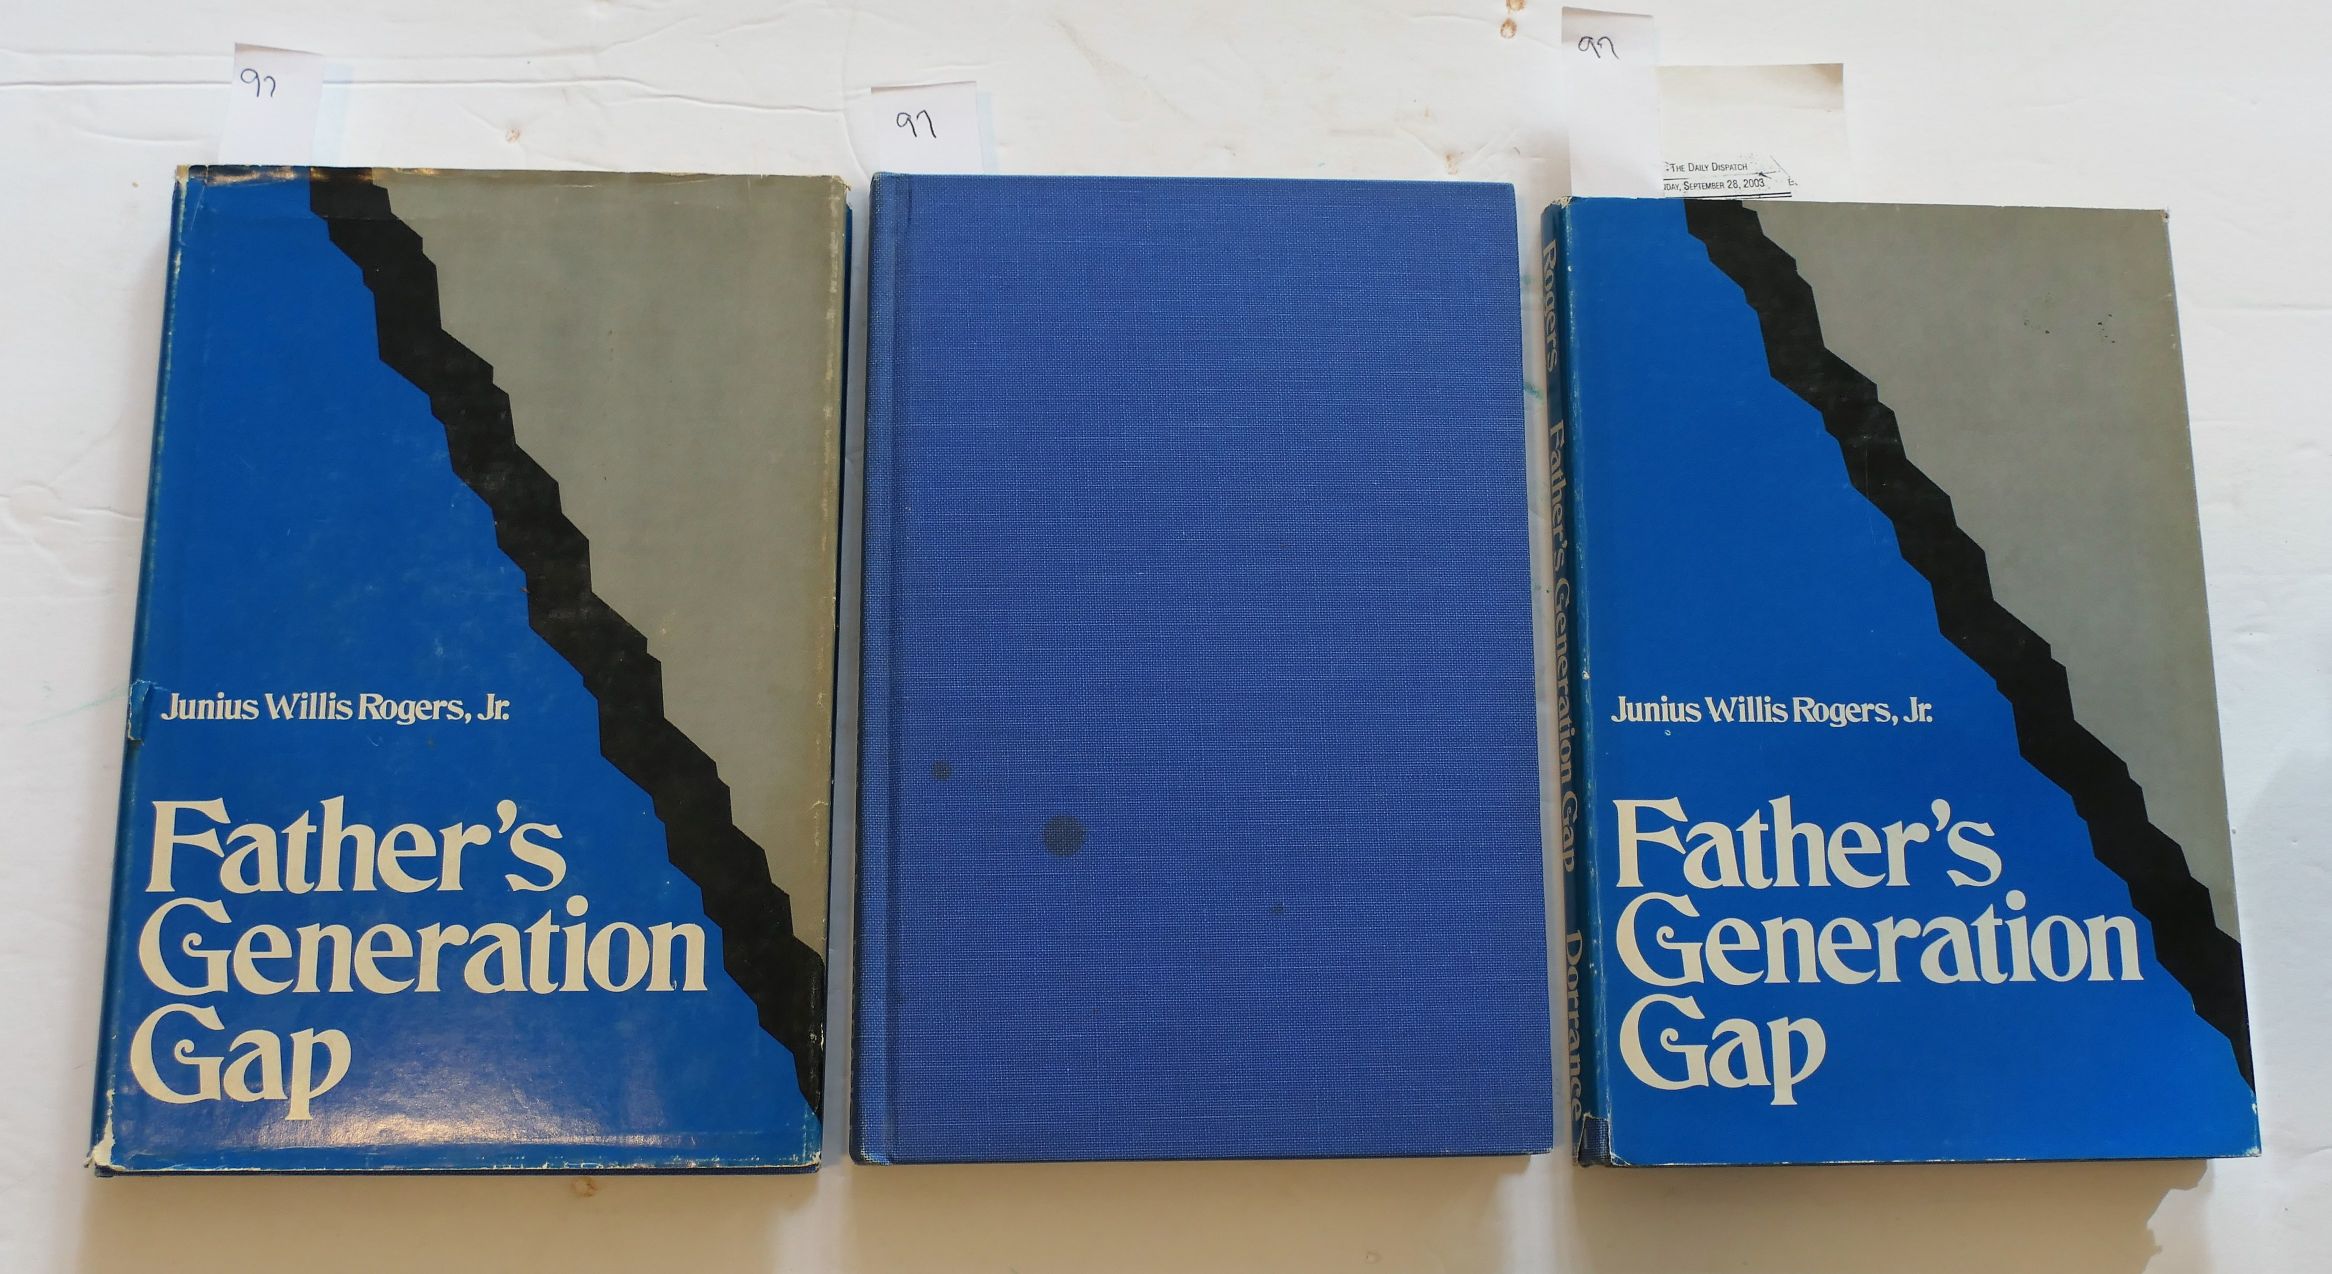 97
Junius Willis Rogers, Jr.
Father's
Generation
Gap
97
97
THE DAILY DISPATCH
DAY, SEPTEMBER 28, 2003
Rogers Father's Generation Gap Dorrance
Junius Willis Rogers, Jr.
Father's
Generation
Gap